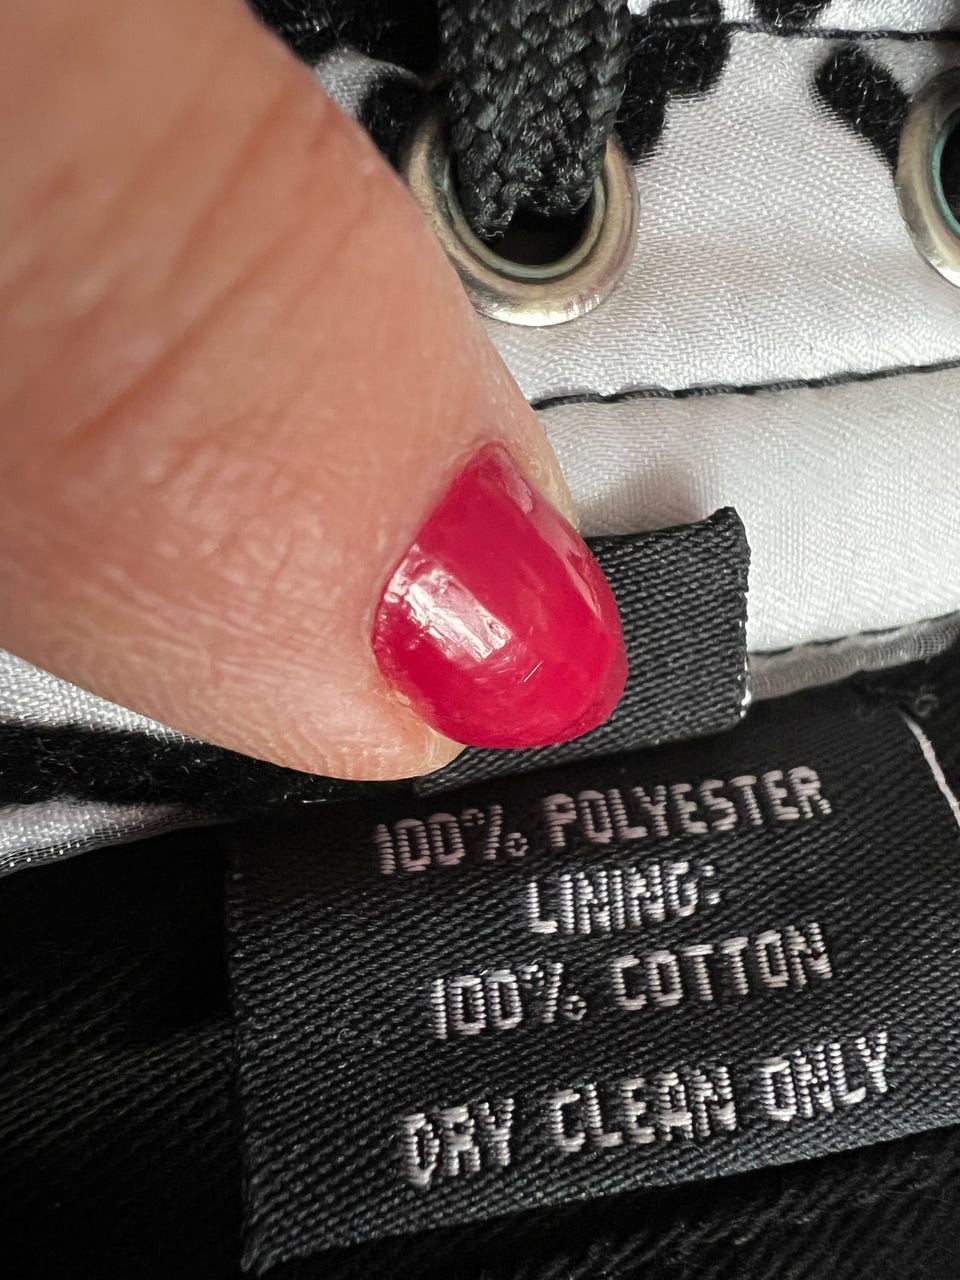 100% POLYESTER
LINING:
100% COTTON
DRY CLEAN ONLY